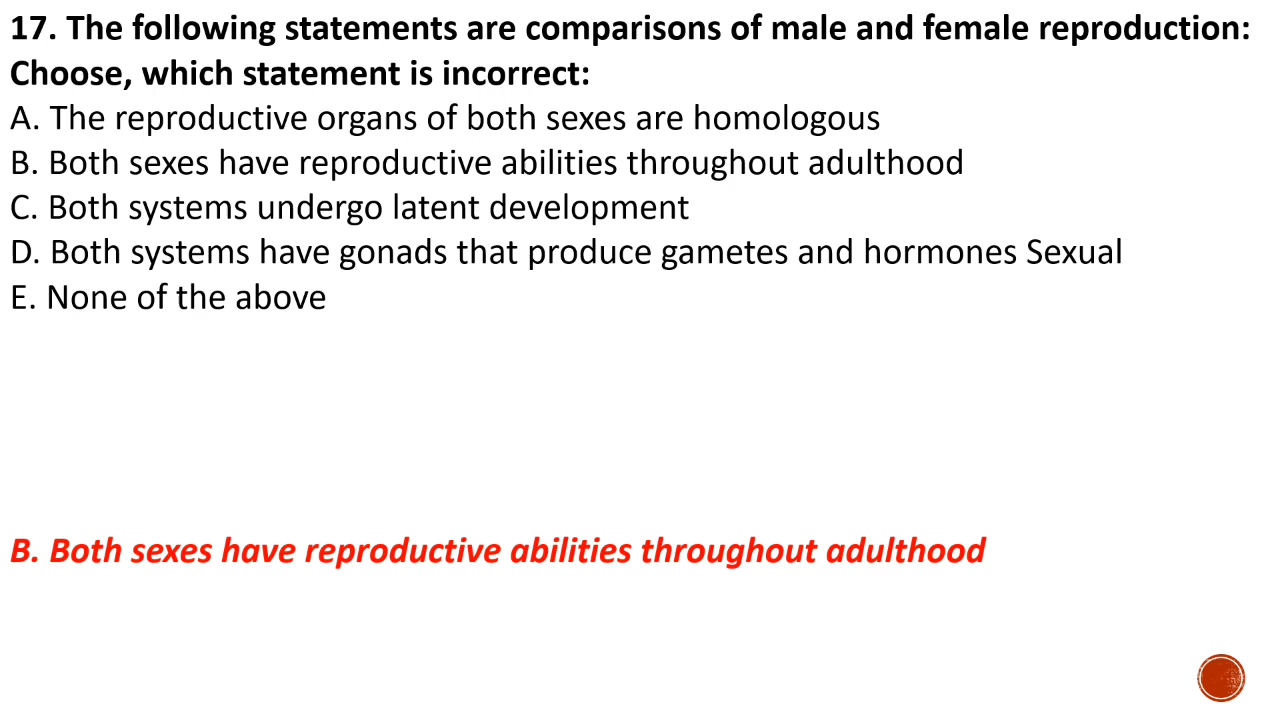 17. The following statements are comparisons of male and female reproduction:
Choose, which statement is incorrect:
A. The reproductive organs of both sexes are homologous
B. Both sexes have reproductive abilities throughout adulthood
C. Both systems undergo latent development
D. Both systems have gonads that produce gametes and hormones Sexual
E. None of the above
B. Both sexes have reproductive abilities throughout adulthood